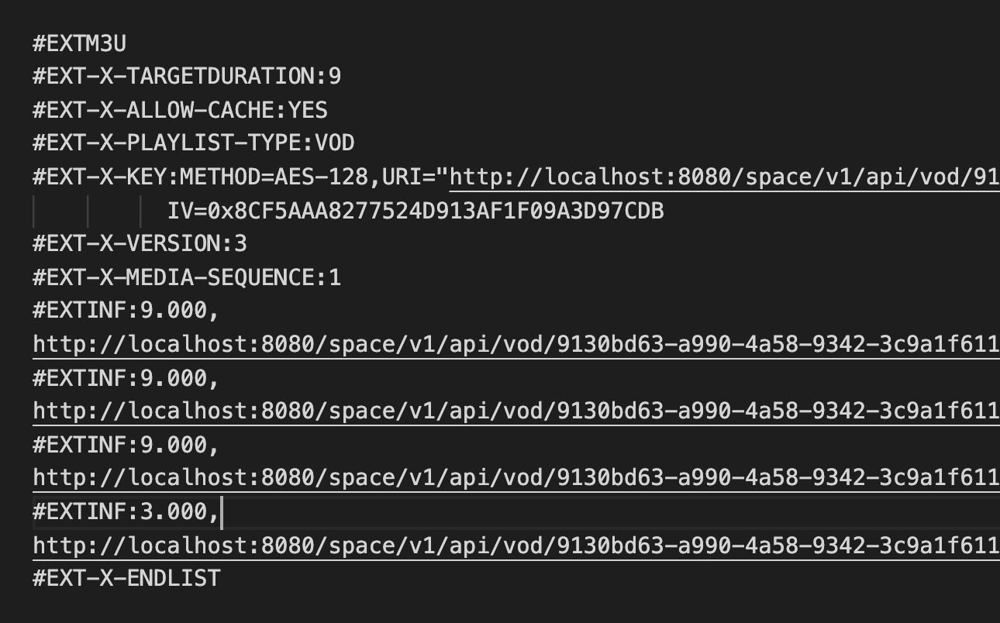 #EXTM3U
#EXT-X-TARGETDURATION:9
#EXT-X-ALLOW-CACHE:YES
#EXT-X-PLAYLIST-TYPE:VOD
#EXT-X-KEY:METHOD=AES-128,URI="http://localhost:8080/space/v1/api/vod/91
IV=0x8CF5AAA8277524D913AF1F09A3D97CDB
#EXT-X-VERSION:3
#EXT-X-MEDIA-SEQUENCE:1
#EXTINF:9.000,
http://localhost:8080/space/v1/api/vod/9130bd63-a990-4a58-9342-3c9a1f611
#EXTINF:9.000,
http://localhost:8080/space/v1/api/vod/9130bd63-a990-4a58-9342-3c9a1f611
#EXTINF:9.000,
http://localhost:8080/space/v1/api/vod/9130bd63-a990-4a58-9342-3c9a1f611
#EXTINF:3.000,
http://localhost:8080/space/v1/api/vod/9130bd63-a990-4a58-9342-3c9a1f611
#EXT-X-ENDLIST